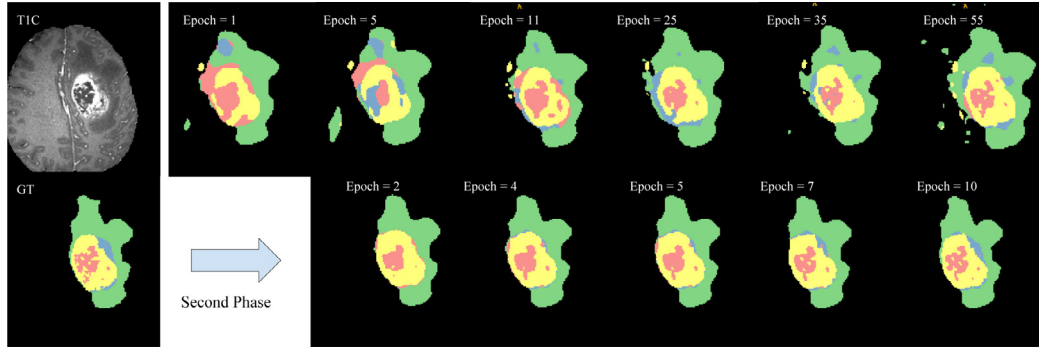 T1C
Epoch = 1
Epoch = 5
Epoch = 11
Epoch = 25
Epoch = 35
Epoch = 55
GT
Second Phase
Epoch = 2
Epoch = 4
Epoch = 5
Epoch = 7
Epoch = 10